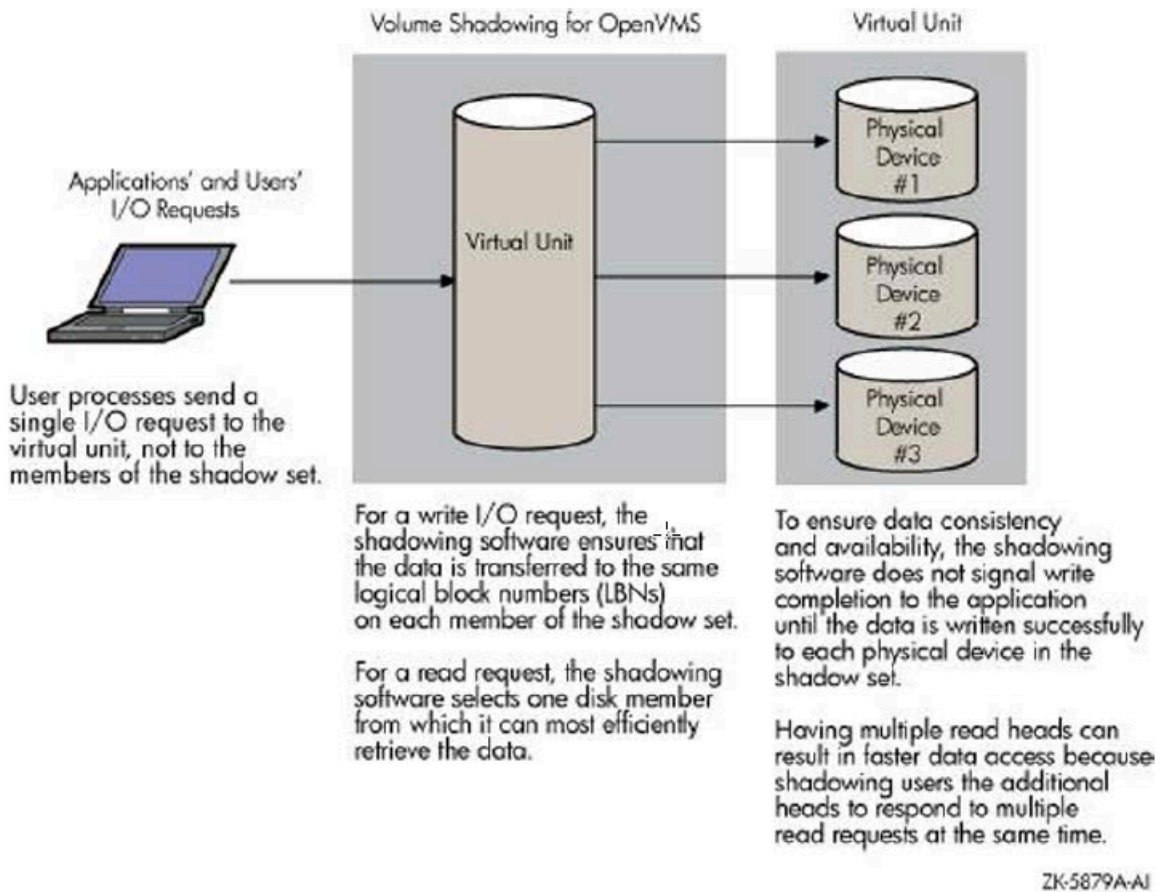 Volume Shadowing for OpenVMS
Virtual Unit
Applications' and Users'
I/O Requests
Virtual Unit
Physical
Device
#1
Physical
Device
#2
Physical
Device
#3
User processes send a
single I/O request to the
virtual unit, not to the
members of the shadow set.
For a write I/O request, the
shadowing software ensures that
the data is transferred to the same
logical block numbers (LBNs)
on each member of the shadow set.
For a read request, the shadowing
software selects one disk member
from which it can most efficiently
retrieve the data.
To ensure data consistency
and availability, the shadowing
software does not signal write
completion to the application
until the data is written successfully
to each physical device in the
shadow set.
Having multiple read heads can
result in faster data access because
shadowing users the additional
heads to respond to multiple
read requests at the same time.
ZK-5879A-AI